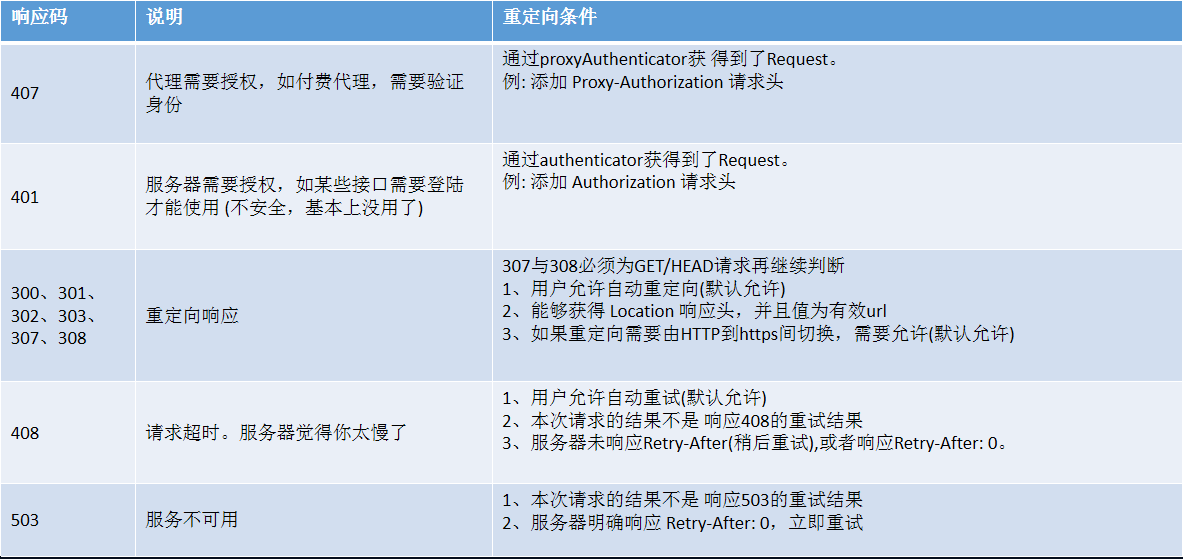 响应码
说明
重定向条件
407
代理需要授权，如付费代理，需要验证
身份
通过proxyAuthenticator获 得到了Request。
例: 添加 Proxy-Authorization 请求头
401
服务器需要授权，如某些接口需要登陆
才能使用 (不安全，基本上没用了)
通过authenticator获得到了Request。
例: 添加 Authorization 请求头
300、301、
302、303、
307、308
重定向响应
307与308必须为GET/HEAD请求再继续判断
1、用户允许自动重定向(默认允许)
2、能够获得 Location 响应头，并且值为有效url
3、如果重定向需要由HTTP到https间切换，需要允许(默认允许)
408
请求超时。服务器觉得你太慢了
1、用户允许自动重试(默认允许)
2、本次请求的结果不是 响应408的重试结果
3、服务器未响应Retry-After(稍后重试),或者响应Retry-After: 0。
503
服务不可用
1、本次请求的结果不是 响应503的重试结果
2、服务器明确响应 Retry-After: 0，立即重试